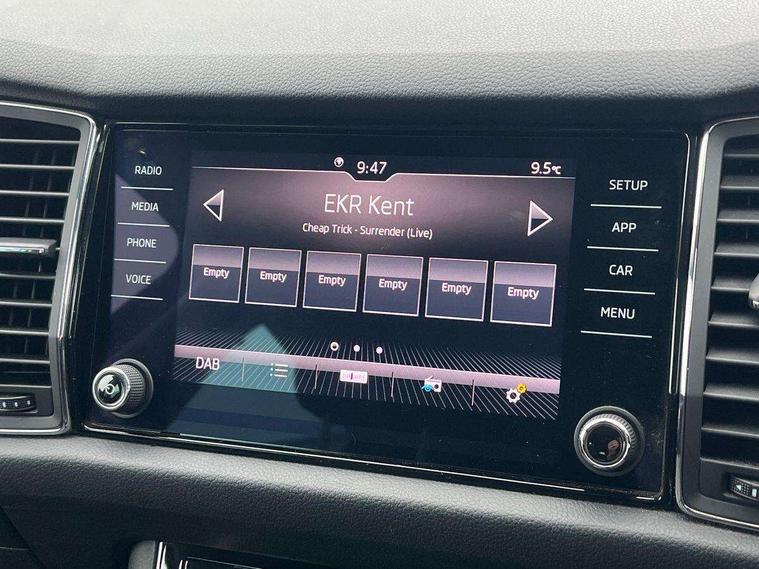 9:47
9.5°C
RADIO
MEDIA
PHONE
VOICE
EKR Kent
Cheap Trick - Surrender (Live)
Empty Empty Empty Empty Empty Empty
DAB
SETUP
APP
CAR
MENU